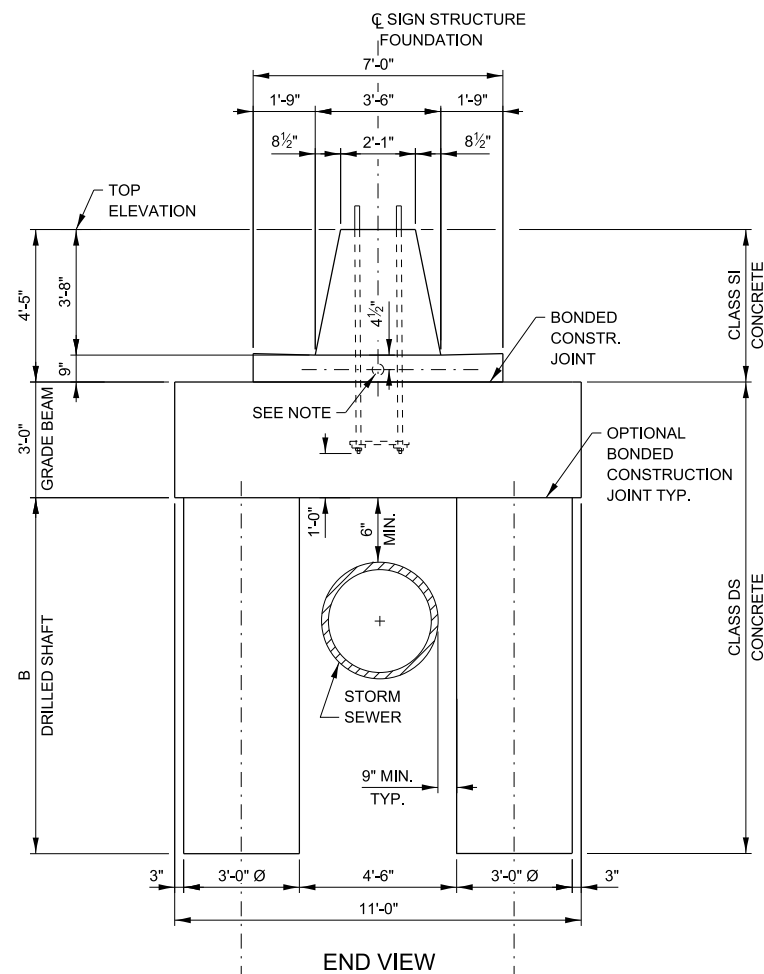 ℄ SIGN STRUCTURE
FOUNDATION
7'-0"
1'-9" 3'-6" 1'-9"
8½" 2'-1" 8½"
TOP
ELEVATION
4'-5"
3'-8"
9"
4½"
CLASS SI
CONCRETE
BONDED
CONSTR.
JOINT
SEE NOTE
3'-0"
GRADE BEAM
OPTIONAL
BONDED
CONSTRUCTION
JOINT TYP.
1'-0"
6"
MIN.
B
DRILLED SHAFT
CLASS DS
CONCRETE
STORM
SEWER
9" MIN.
TYP.
3" 3'-0" Ø 4'-6" 3'-0" Ø 3"
11'-0"
END VIEW